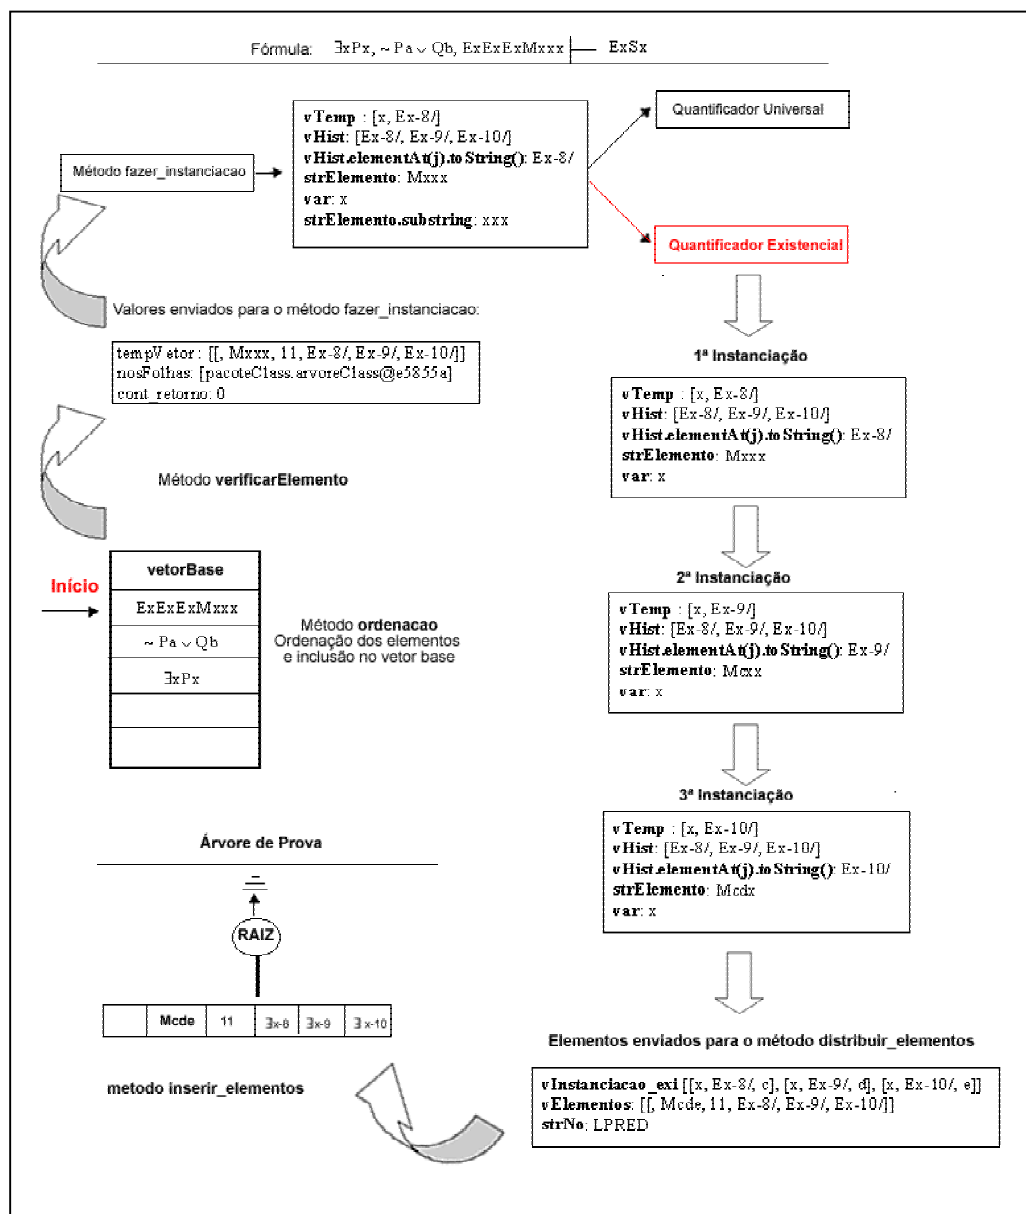 Fórmula: ∃xPx, ~ Pa ∨ Qb, ExExExMxxx ├── ExSx
Método fazer_instanciacao
vTemp : [x, Ex-8/]
vHist: [Ex-8/, Ex-9/, Ex-10/]
vHist.elementAt(j).toString(): Ex-8/
strElemento: Mxxx
var: x
strElemento.substring: xxx
Quantificador Universal
Quantificador Existencial
Valores enviados para o método fazer_instanciacao:
tempVetor: [[, Mxxx, 11, Ex-8/, Ex-9/, Ex-10/]]
nosFolhas: [pacoteClass.arvoreClass@e5855a]
cont_retorno: 0
Método verificarElemento
Início
vetorBase
ExExExMxxx
~ Pa ∨ Qb
∃xPx
Método ordenacao
Ordenação dos elementos
e inclusão no vetor base
1ª Instanciação
vTemp : [x, Ex-8/]
vHist: [Ex-8/, Ex-9/, Ex-10/]
vHist.elementAt(j).toString(): Ex-8/
strElemento: Mxxx
var: x
2ª Instanciação
vTemp : [x, Ex-9/]
vHist: [Ex-8/, Ex-9/, Ex-10/]
vHist.elementAt(j).toString(): Ex-9/
strElemento: Mcxx
var: x
3ª Instanciação
vTemp : [x, Ex-10/]
vHist: [Ex-8/, Ex-9/, Ex-10/]
vHist.elementAt(j).toString(): Ex-10/
strElemento: Mcdx
var: x
Elementos enviados para o método distribuir_elementos
vInstanciacao_exi [[x, Ex-8/, c], [x, Ex-9/, d], [x, Ex-10/, e]]
vElementos: [[, Mcde, 11, Ex-8/, Ex-9/, Ex-10/]]
strNo: LPRED
Árvore de Prova
RAIZ
Mcde 11 ∃x-8 ∃x-9 ∃x-10
metodo inserir_elementos